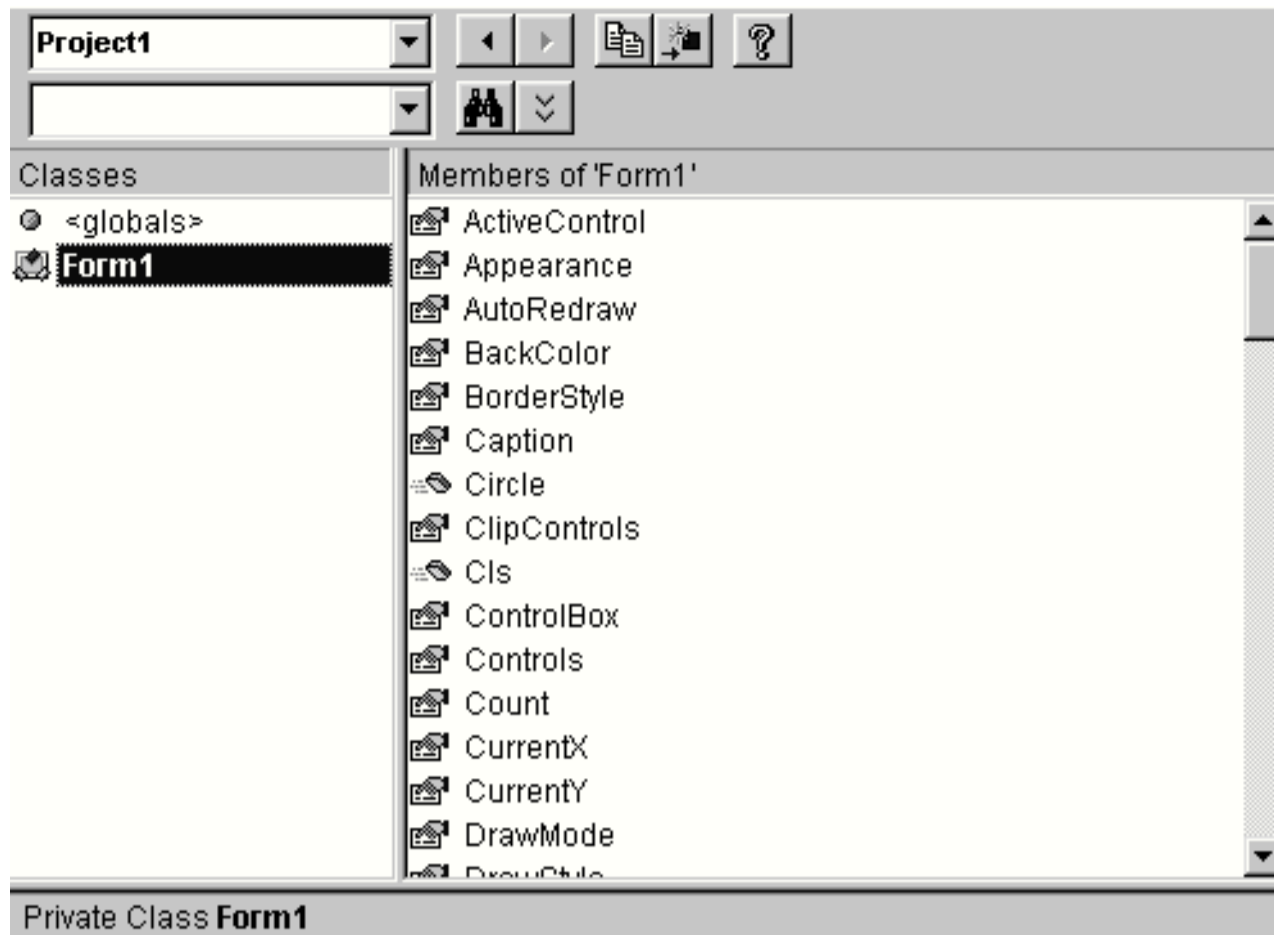 Project1
Classes
Members of 'Form1'
<globals>
Form1
ActiveControl
Appearance
AutoRedraw
BackColor
BorderStyle
Caption
Circle
ClipControls
Cls
ControlBox
Controls
Count
CurrentX
CurrentY
DrawMode
DrawStyle
Private Class Form1